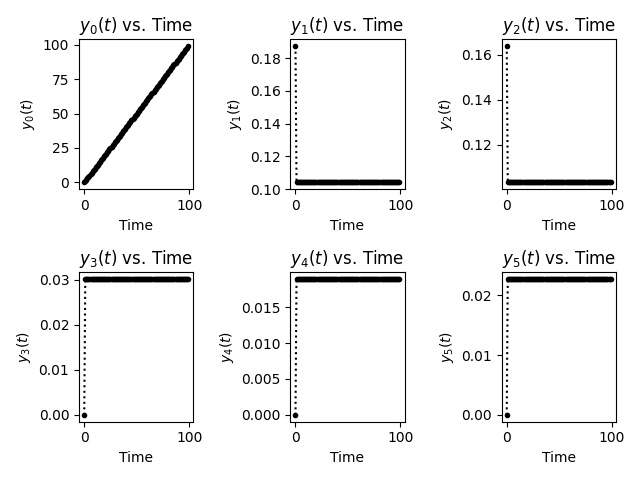 y₀(t) vs. Time
100
75
50
25
0
y₀(t)
0 100
Time
y₁(t) vs. Time
0.18
0.16
0.14
0.12
0.10
y₁(t)
0 100
Time
y₂(t) vs. Time
0.16
0.14
0.12
y₂(t)
0 100
Time
y₃(t) vs. Time
0.03
0.02
0.01
0.00
y₃(t)
0 100
Time
y₄(t) vs. Time
0.015
0.010
0.005
0.000
y₄(t)
0 100
Time
y₅(t) vs. Time
0.02
0.01
0.00
y₅(t)
0 100
Time